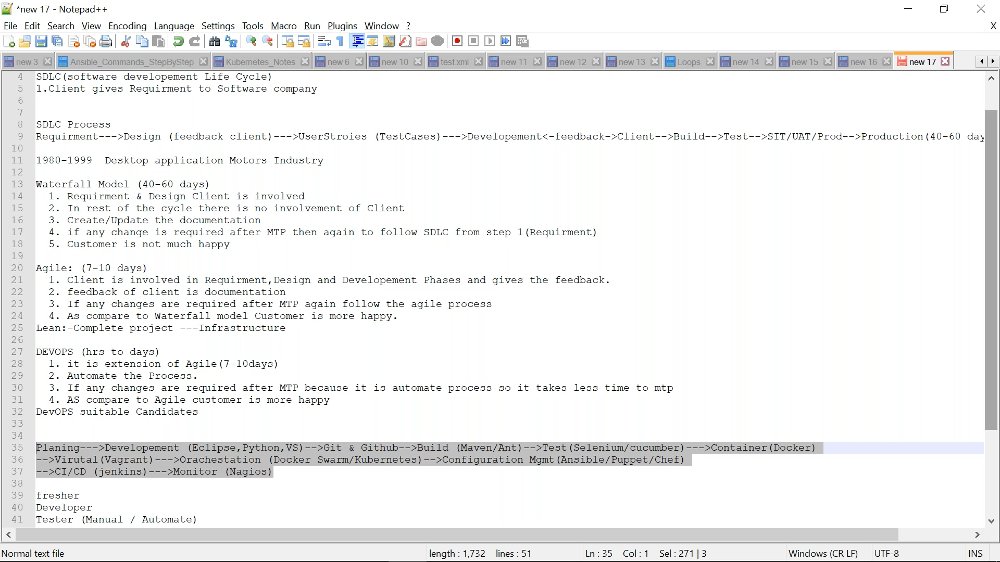 *new 17 - Notepad++
File Edit Search View Encoding Language Settings Tools Macro Run Plugins Window ? X
new 3 Ansible_Commands_StepByStep Kubernetes_Notes new 6 new 10 test.xml new 11 new 12 new 13 Loops new 14 new 15 new 16 new 17
4 SDLC(software developement Life Cycle)
5 1.Client gives Requirment to Software company
6
7
8 SDLC Process
9 Requirment--->Design (feedback client)--->UserStroies (TestCases)--->Developement<-feedback->Client-->Build-->Test-->SIT/UAT/Prod-->Production(40-60 day
10
11 1980-1999  Desktop application Motors Industry
12
13 Waterfall Model (40-60 days)
14 1. Requirment & Design Client is involved
15 2. In rest of the cycle there is no involvement of Client
16 3. Create/Update the documentation
17 4. if any change is required after MTP then again to follow SDLC from step 1(Requirment)
18 5. Customer is not much happy
19
20 Agile: (7-10 days)
21 1. Client is involved in Requirment,Design and Developement Phases and gives the feedback.
22 2. feedback of client is documentation
23 3. If any changes are required after MTP again follow the agile process
24 4. As compare to Waterfall model Customer is more happy.
25 Lean:-Complete project ---Infrastructure
26
27 DEVOPS (hrs to days)
28 1. it is extension of Agile(7-10days)
29 2. Automate the Process.
30 3. If any changes are required after MTP because it is automate process so it takes less time to mtp
31 4. AS compare to Agile customer is more happy
32 DevOPS suitable Candidates
33
34
35 Planing--->Developement (Eclipse,Python,VS)-->Git & Github-->Build (Maven/Ant)-->Test(Selenium/cucumber)--->Container(Docker)
36 -->Virutal(Vagrant)--->Orachestation (Docker Swarm/Kubernetes)-->Configuration Mgmt(Ansible/Puppet/Chef)
37 -->CI/CD (jenkins)--->Monitor (Nagios)
38
39 fresher
40 Developer
41 Tester (Manual / Automate)
Normal text file length : 1,732 lines : 51 Ln : 35 Col : 1 Sel : 271 | 3 Windows (CR LF) UTF-8 INS